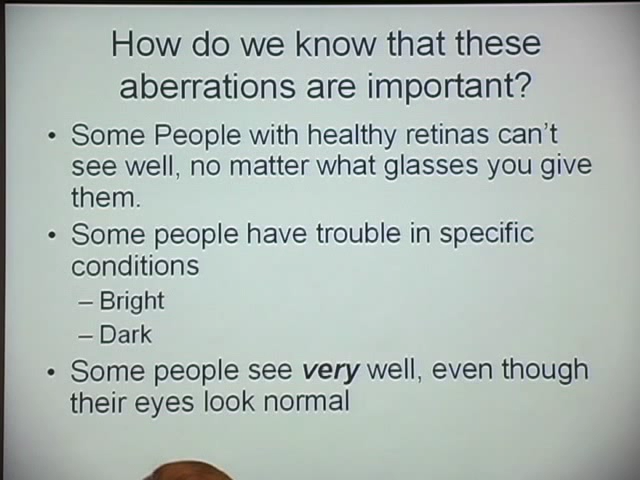 How do we know that these
aberrations are important?
• Some People with healthy retinas can't
see well, no matter what glasses you give
them.
• Some people have trouble in specific
conditions
– Bright
– Dark
• Some people see very well, even though
their eyes look normal